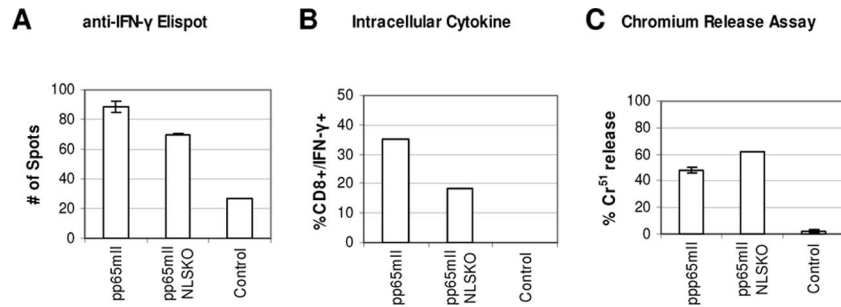 A anti-IFN-γ Elispot
# of Spots
100
80
60
40
20
0
pp65mII
pp65mII
NLSKO
Control
B Intracellular Cytokine
%CD8+/IFN-γ+
50
40
30
20
10
0
pp65mII
pp65mII
NLSKO
Control
C Chromium Release Assay
% Cr⁵¹ release
100
80
60
40
20
0
ppp65mII
pp65mII
NLSKO
Control